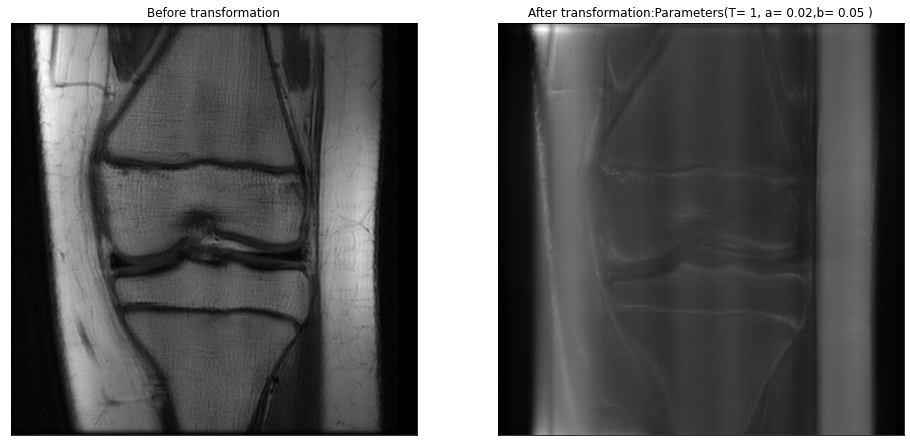 Before transformation
After transformation:Parameters(T= 1, a= 0.02,b= 0.05 )